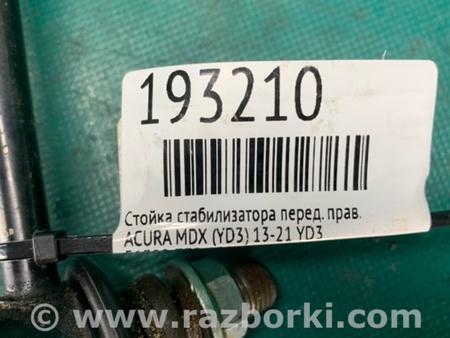 193210
Стойка стабилизатора перед. прав.
ACURA MDX (YD3) 13-21 YD3
www.razborki.com